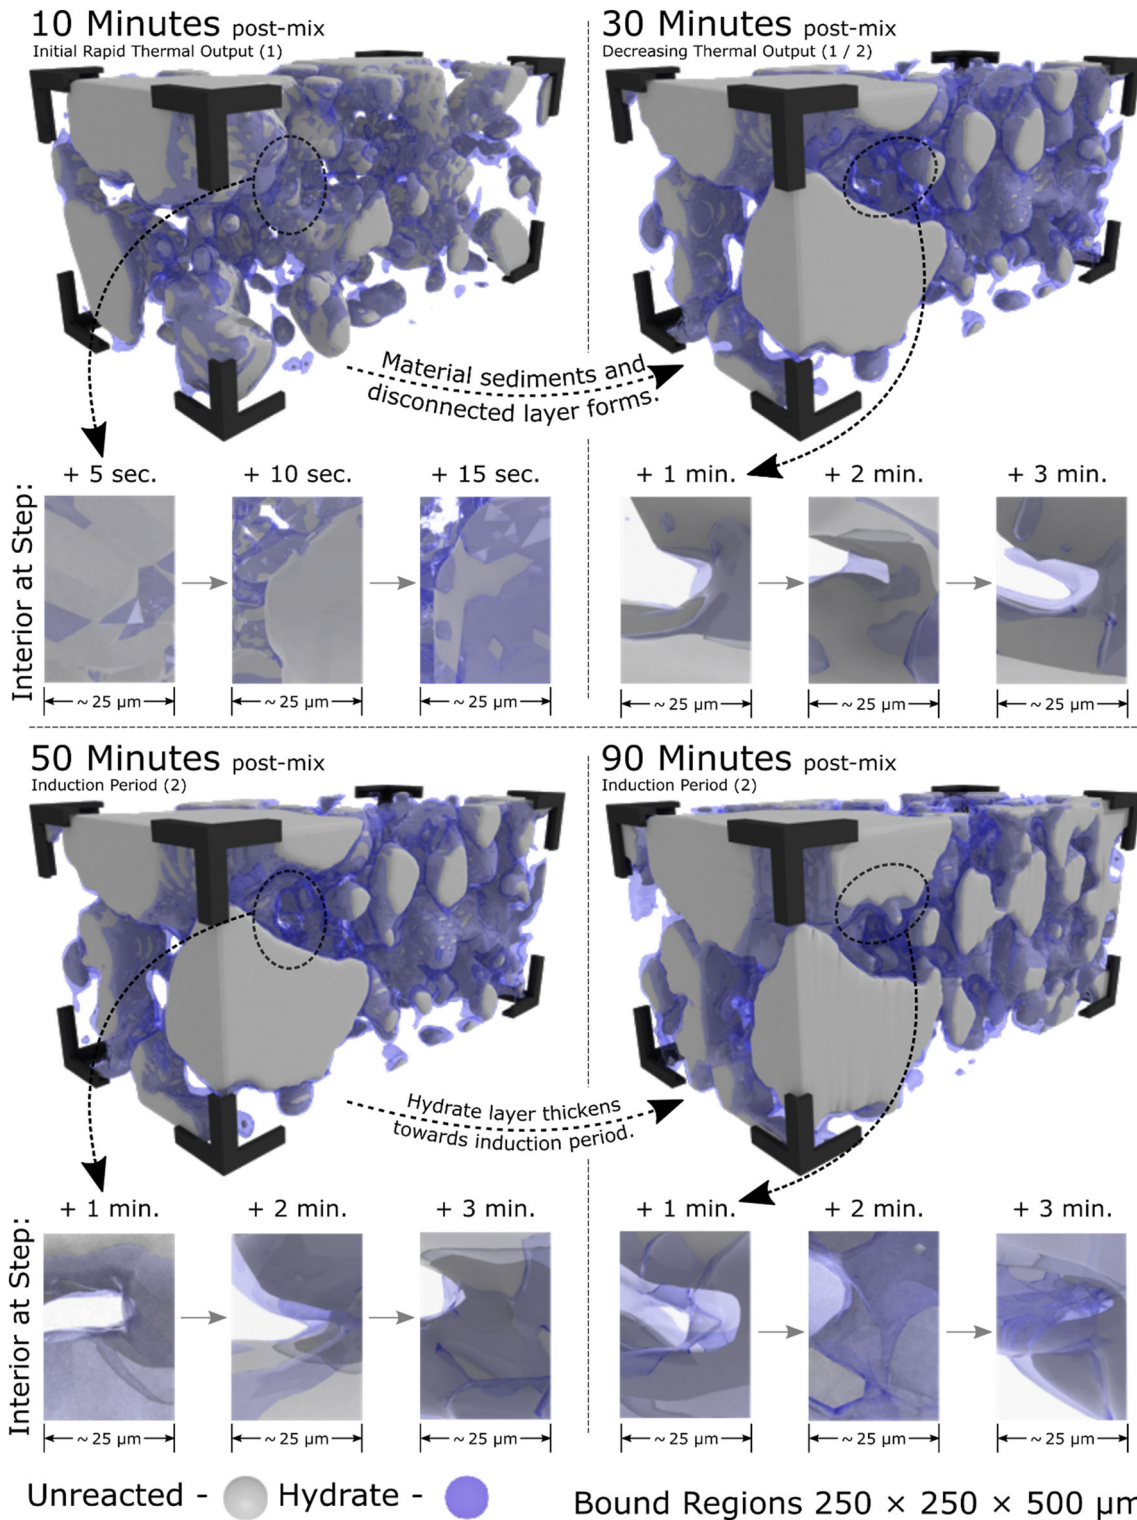 10 Minutes post-mix
Initial Rapid Thermal Output (1)
30 Minutes post-mix
Decreasing Thermal Output (1 / 2)
Material sediments and
disconnected layer forms.
Interior at Step:
+ 5 sec.
+ 10 sec.
+ 15 sec.
+ 1 min.
+ 2 min.
+ 3 min.
~ 25 µm
~ 25 µm
~ 25 µm
~ 25 µm
~ 25 µm
~ 25 µm
50 Minutes post-mix
Induction Period (2)
90 Minutes post-mix
Induction Period (2)
Hydrate layer thickens
towards induction period.
Interior at Step:
+ 1 min.
+ 2 min.
+ 3 min.
+ 1 min.
+ 2 min.
+ 3 min.
~ 25 µm
~ 25 µm
~ 25 µm
~ 25 µm
~ 25 µm
~ 25 µm
Unreacted - Hydrate -
Bound Regions 250 × 250 × 500 µm